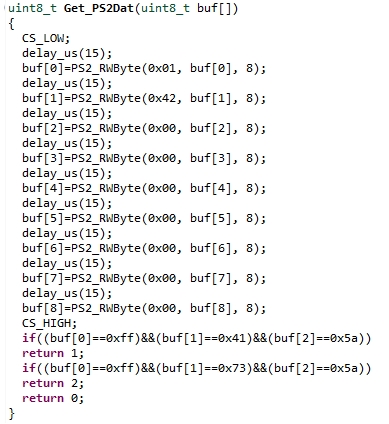 uint8_t Get_PS2Dat(uint8_t buf[])
{
CS_LOW;
delay_us(15);
buf[0]=PS2_RWByte(0x01, buf[0], 8);
delay_us(15);
buf[1]=PS2_RWByte(0x42, buf[1], 8);
delay_us(15);
buf[2]=PS2_RWByte(0x00, buf[2], 8);
delay_us(15);
buf[3]=PS2_RWByte(0x00, buf[3], 8);
delay_us(15);
buf[4]=PS2_RWByte(0x00, buf[4], 8);
delay_us(15);
buf[5]=PS2_RWByte(0x00, buf[5], 8);
delay_us(15);
buf[6]=PS2_RWByte(0x00, buf[6], 8);
delay_us(15);
buf[7]=PS2_RWByte(0x00, buf[7], 8);
delay_us(15);
buf[8]=PS2_RWByte(0x00, buf[8], 8);
CS_HIGH;
if((buf[0]==0xff)&&(buf[1]==0x41)&&(buf[2]==0x5a))
return 1;
if((buf[0]==0xff)&&(buf[1]==0x73)&&(buf[2]==0x5a))
return 2;
return 0;
}